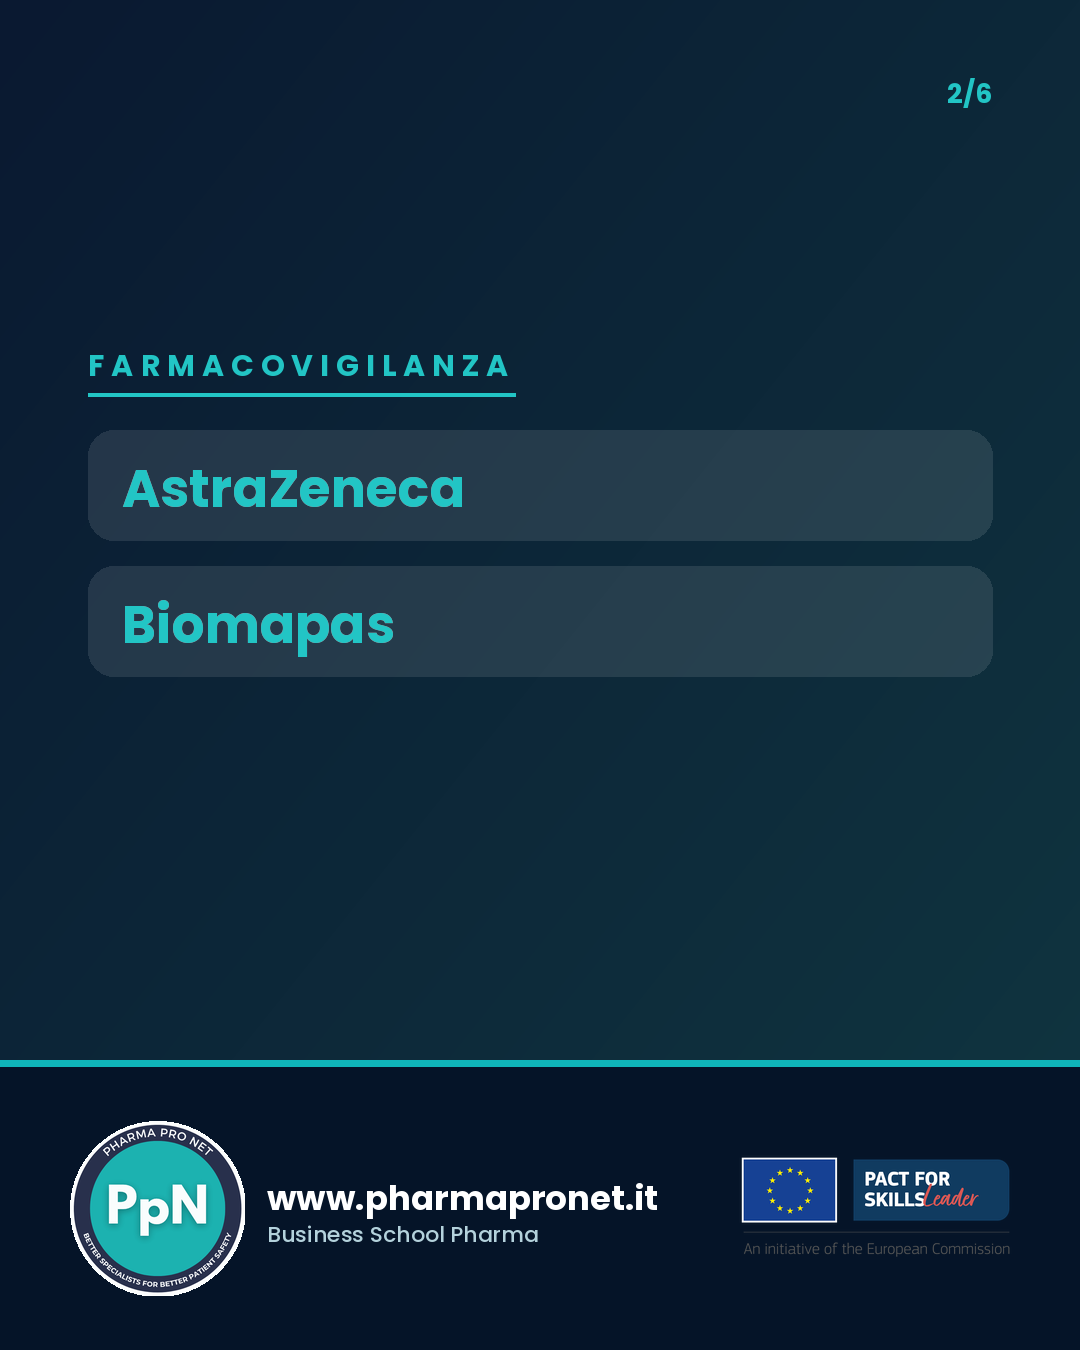 2/6
FARMACOVIGILANZA
AstraZeneca
Biomapas
PHARMA PRO NET
PpN
BETTER SPECIALISTS FOR BETTER PATIENT SAFETY
www.pharmapronet.it
Business School Pharma
PACT FOR
SKILLS Leader
An initiative of the European Commission